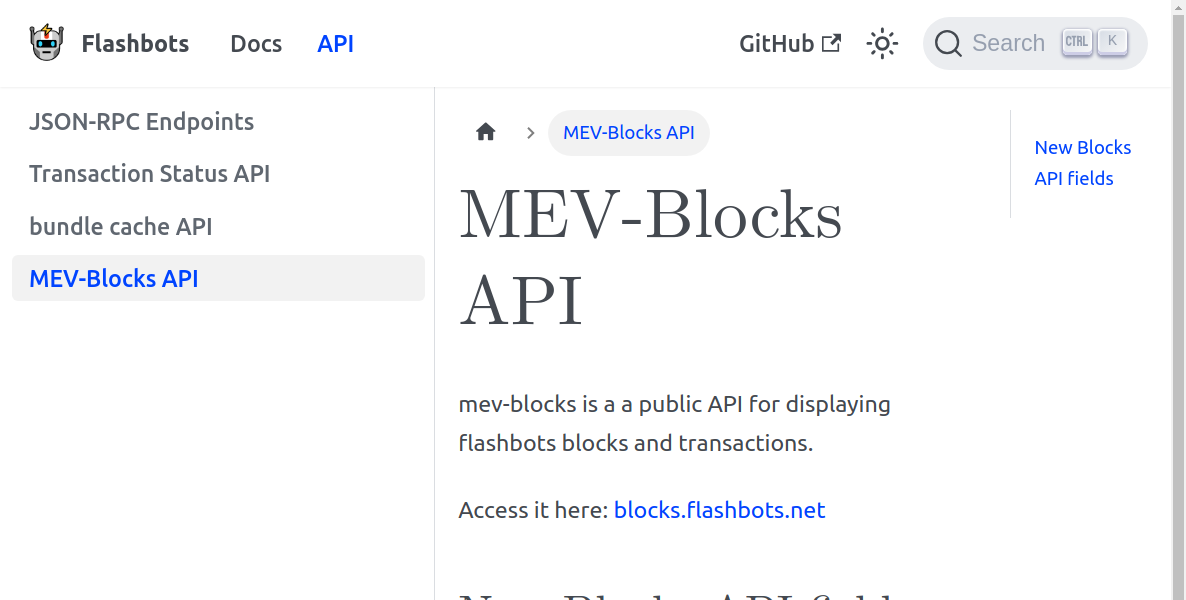 Flashbots
Docs
API
GitHub
Search
CTRL
K
JSON-RPC Endpoints
Transaction Status API
bundle cache API
MEV-Blocks API
MEV-Blocks API
MEV-Blocks
API
mev-blocks is a a public API for displaying
flashbots blocks and transactions.
Access it here: blocks.flashbots.net
New Blocks
API fields